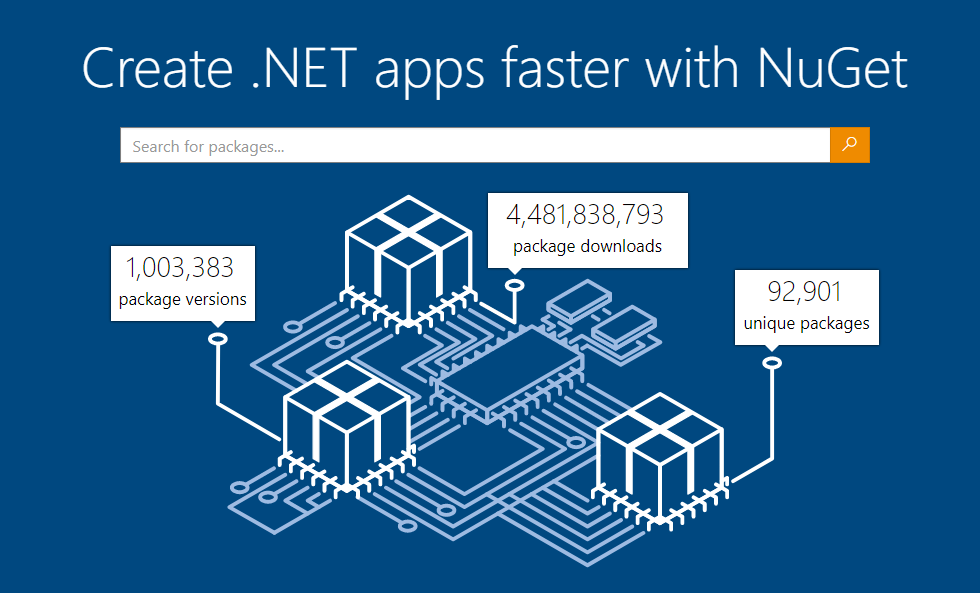 Create .NET apps faster with NuGet
Search for packages...
4,481,838,793
package downloads
1,003,383
package versions
92,901
unique packages